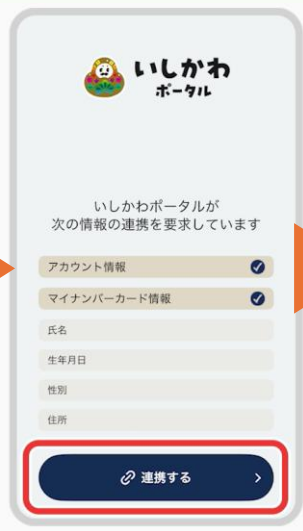 いしかわ
ポータル
いしかわポータルが
次の情報の連携を要求しています
アカウント情報
マイナンバーカード情報
氏名
生年月日
性別
住所
連携する